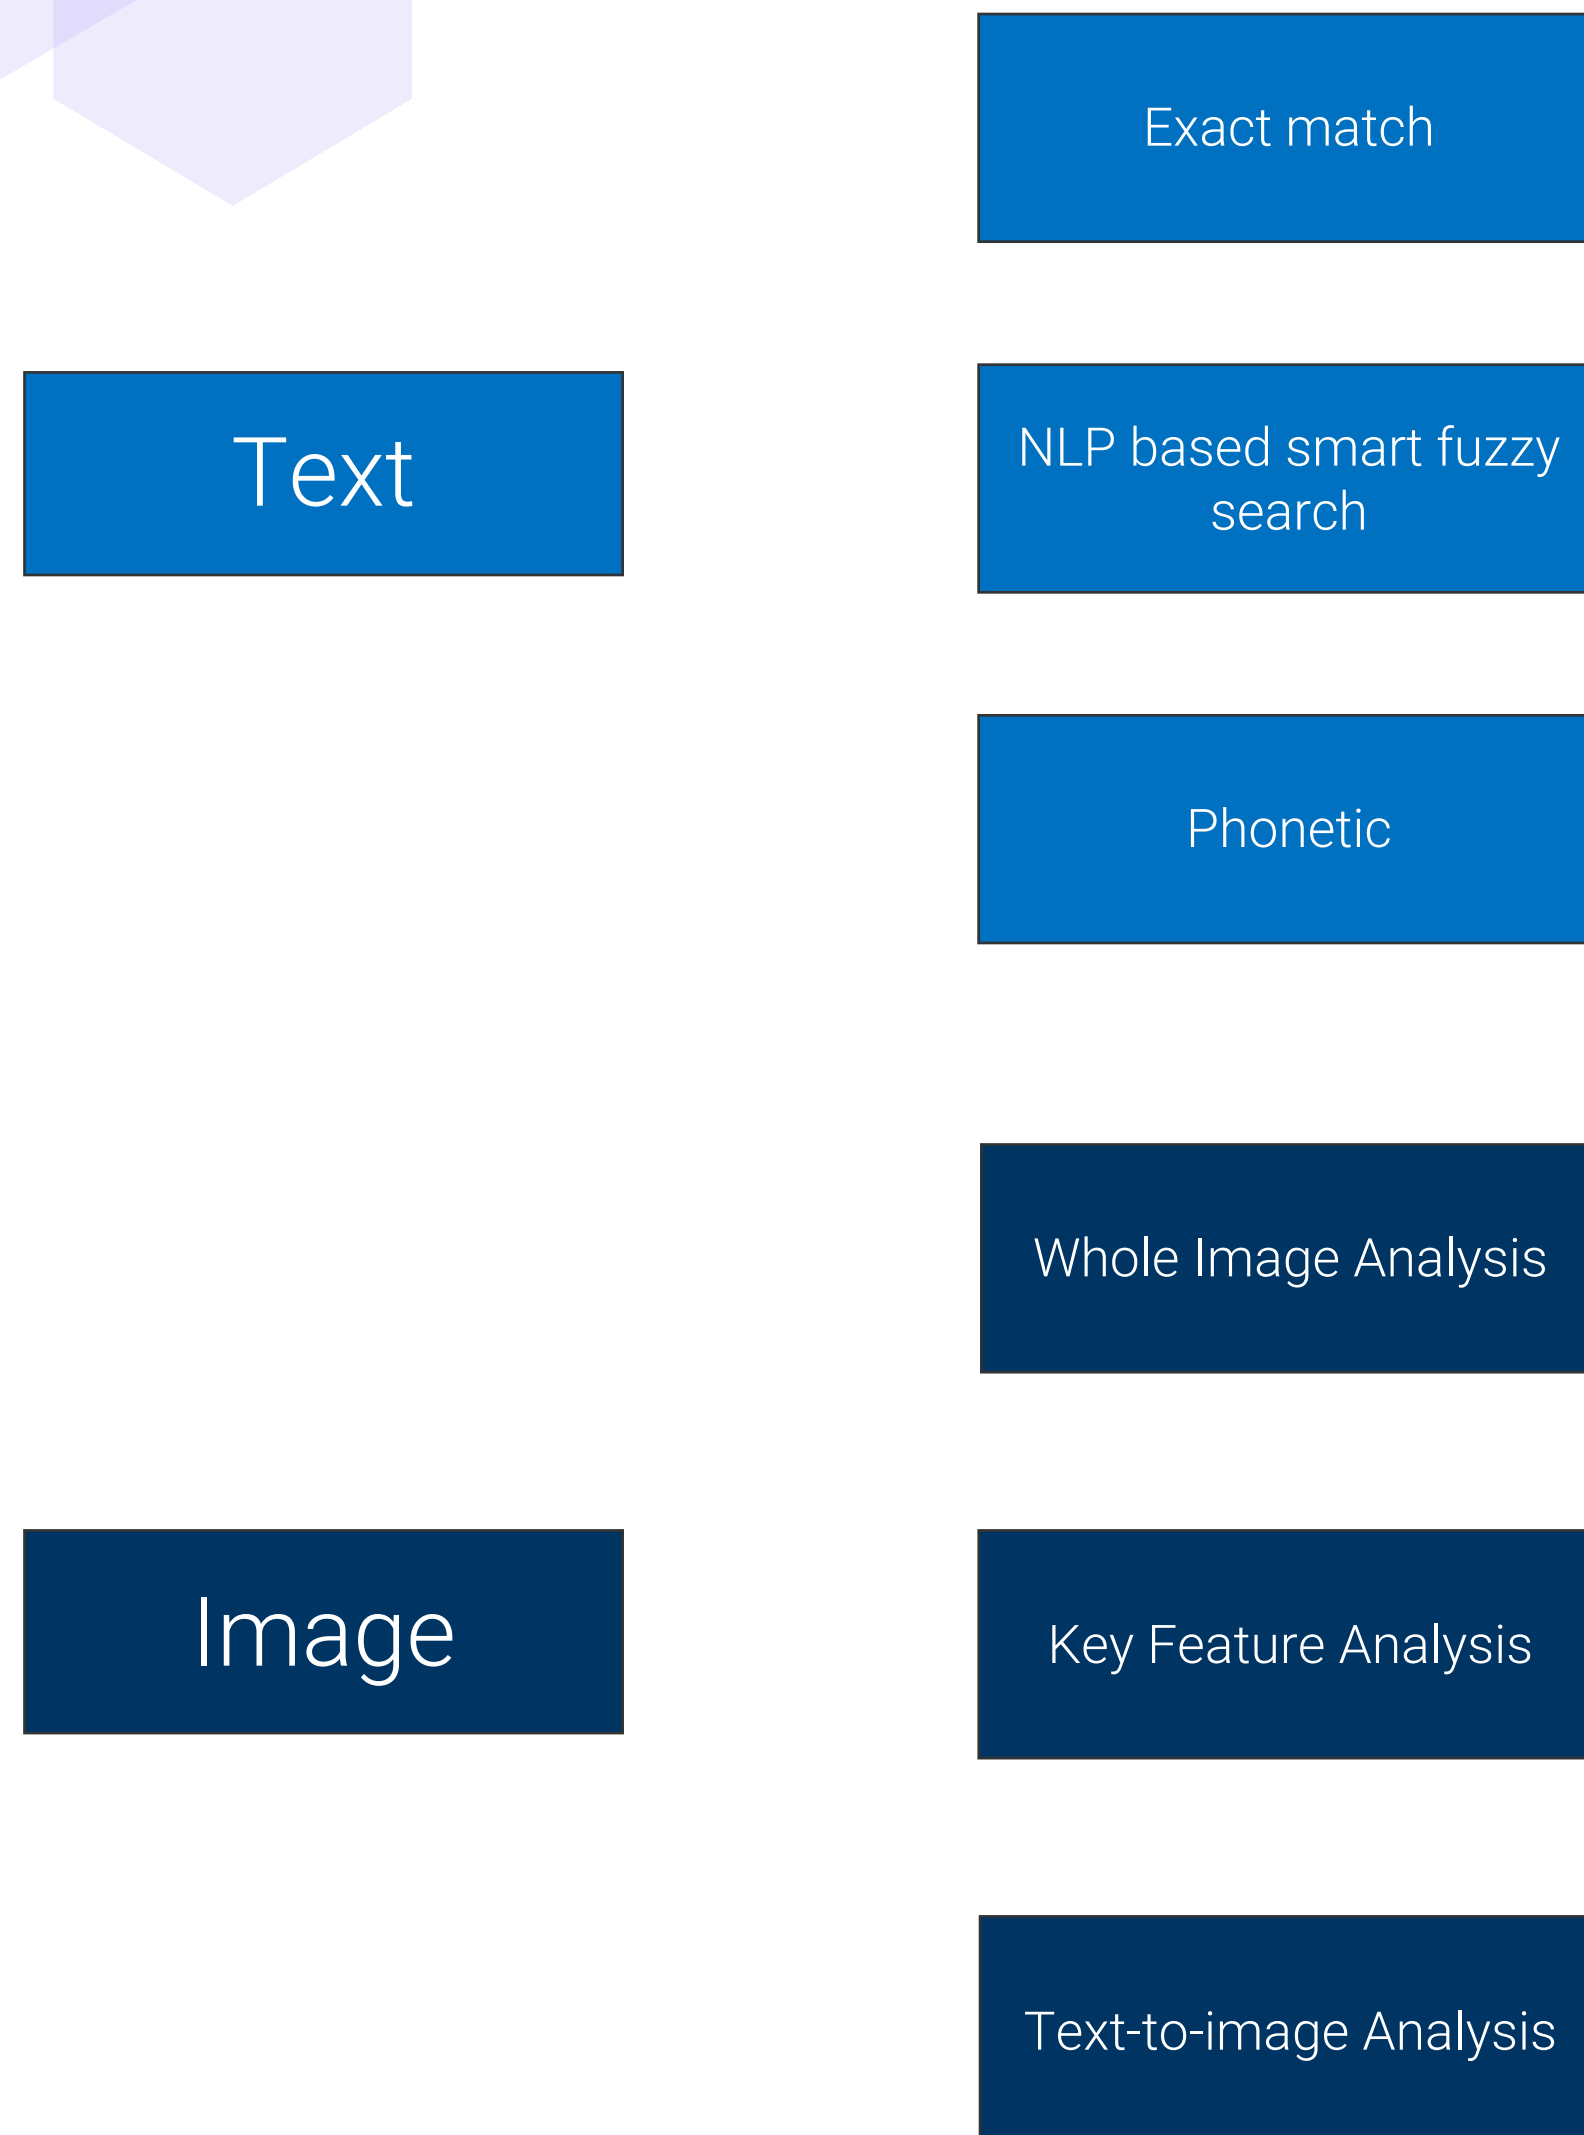 Exact match
Text
NLP based smart fuzzy
search
Phonetic
Whole Image Analysis
Image
Key Feature Analysis
Text-to-image Analysis